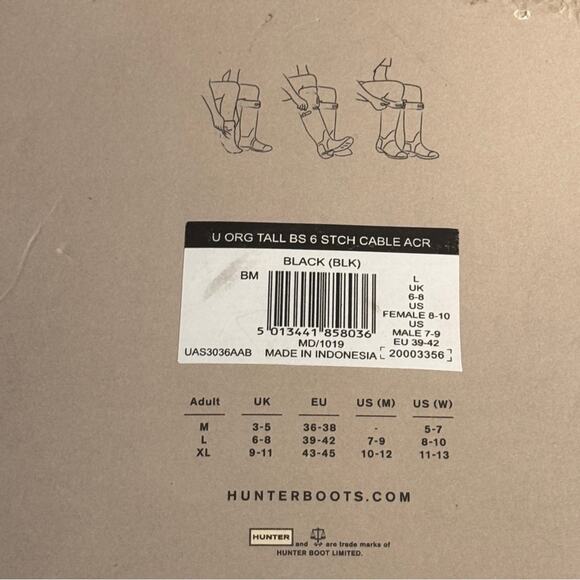 U ORG TALL BS 6 STCH CABLE ACR
BLACK (BLK)
BM
5 013441 858036
MD/1019
UAS3036AAB
MADE IN INDONESIA
L
UK
6-8
US
FEMALE 8-10
US
MALE 7-9
EU 39-42
20003356
Adult UK EU US (M) US (W)
M 3-5 36-38 - 5-7
L 6-8 39-42 7-9 8-10
XL 9-11 43-45 10-12 11-13
HUNTERBOOTS.COM
HUNTER and are trade marks of
HUNTER BOOT LIMITED.